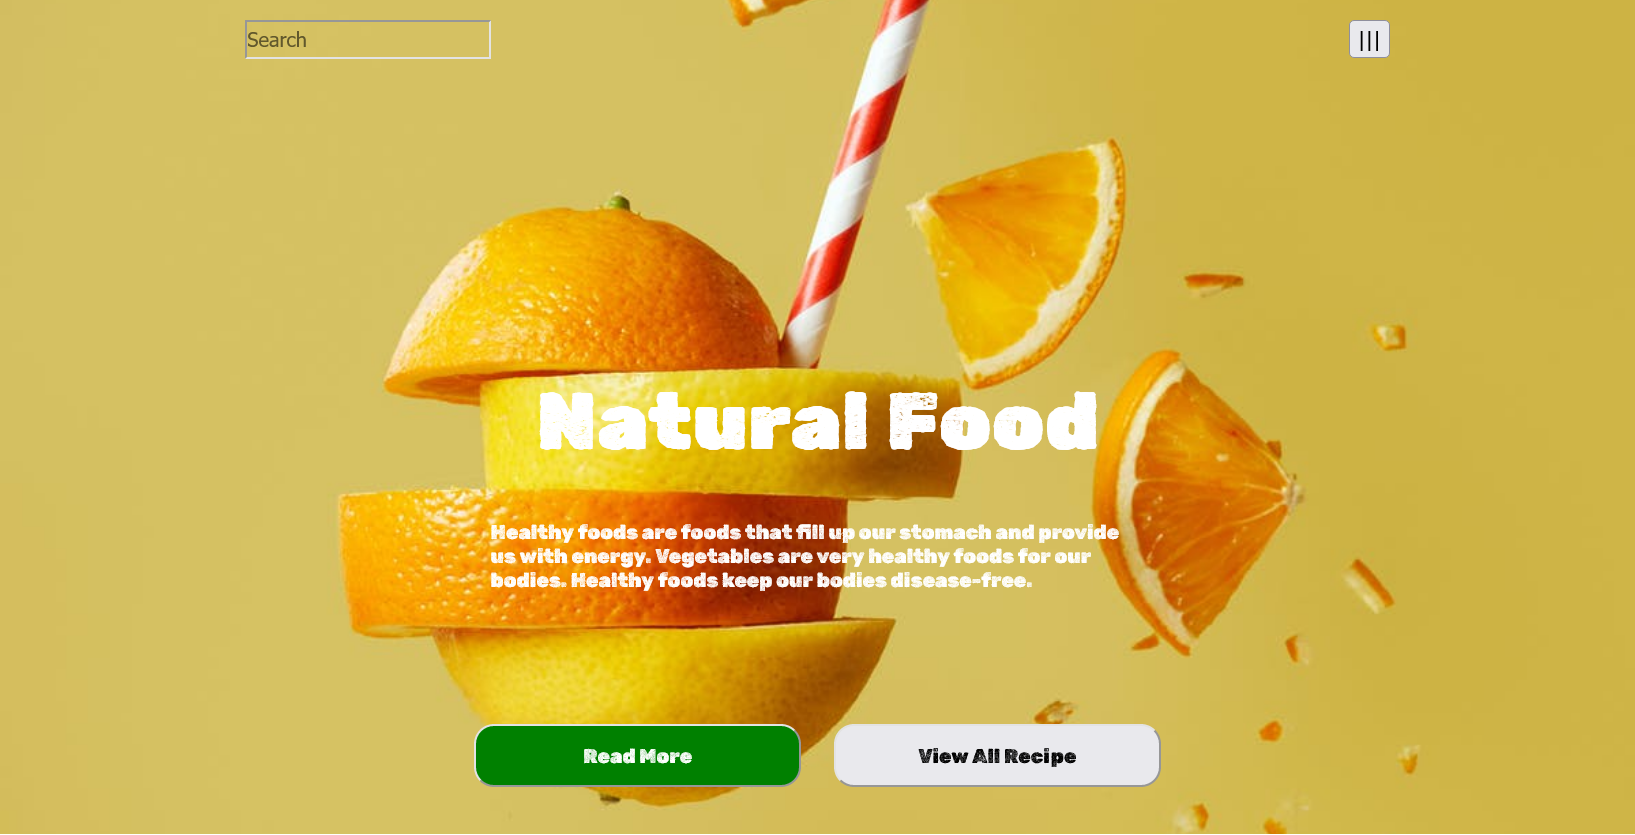 Search
|||
Natural Food
Healthy foods are foods that fill up our stomach and provide
us with energy. Vegetables are very healthy foods for our
bodies. Healthy foods keep our bodies disease-free.
Read More
View All Recipe